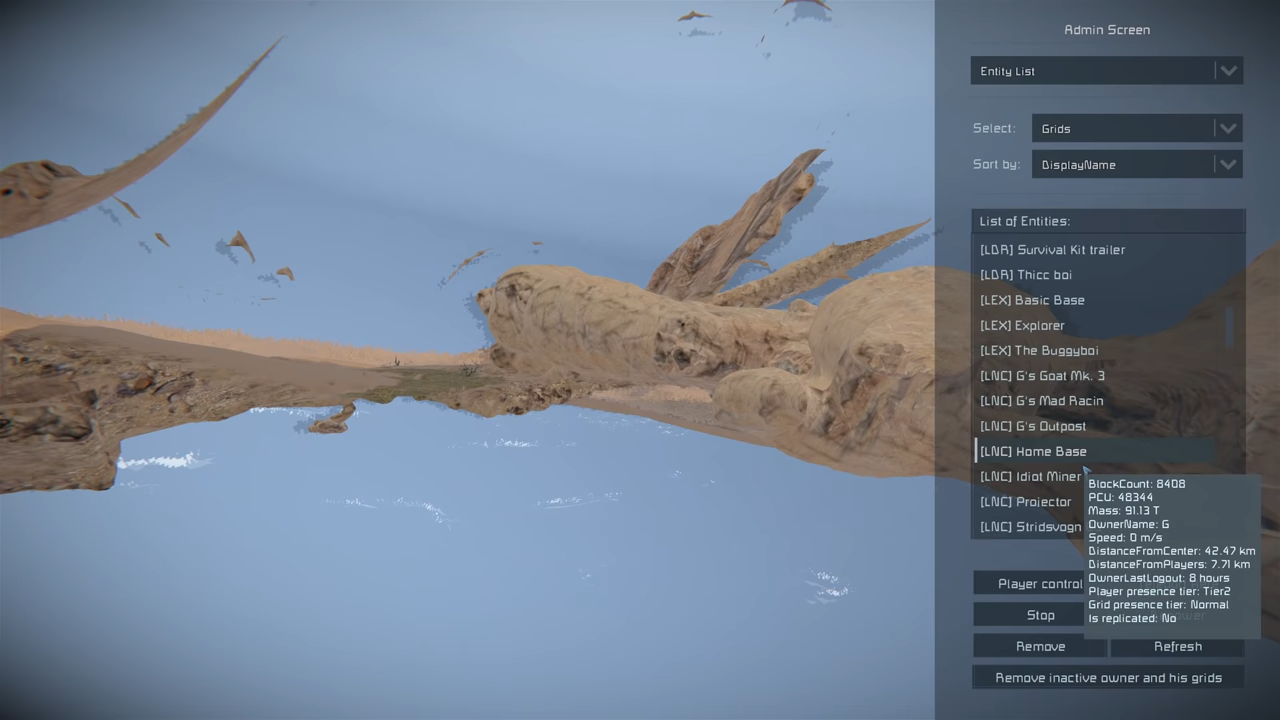 Admin Screen
Entity List
Select: Grids
Sort by: DisplayName
List of Entities:
[LDR] Survival Kit trailer
[LDR] Thicc boi
[LEX] Basic Base
[LEX] Explorer
[LEX] The Buggyboi
[LNC] G's Goat Mk. 3
[LNC] G's Mad Racin
[LNC] G's Outpost
[LNC] Home Base
[LNC] Idiot Miner
[LNC] Projector
[LNC] Stridsvogn
BlockCount: 8408
PCU: 48344
Mass: 91.13 T
OwnerName: G
Speed: 0 m/s
DistanceFromCenter: 42.47 km
DistanceFromPlayers: 7.71 km
OwnerLastLogout: 8 hours
Player presence tier: Tier2
Grid presence tier: Normal
Is replicated: No
Player control
Stop
Remove Refresh
Remove inactive owner and his grids